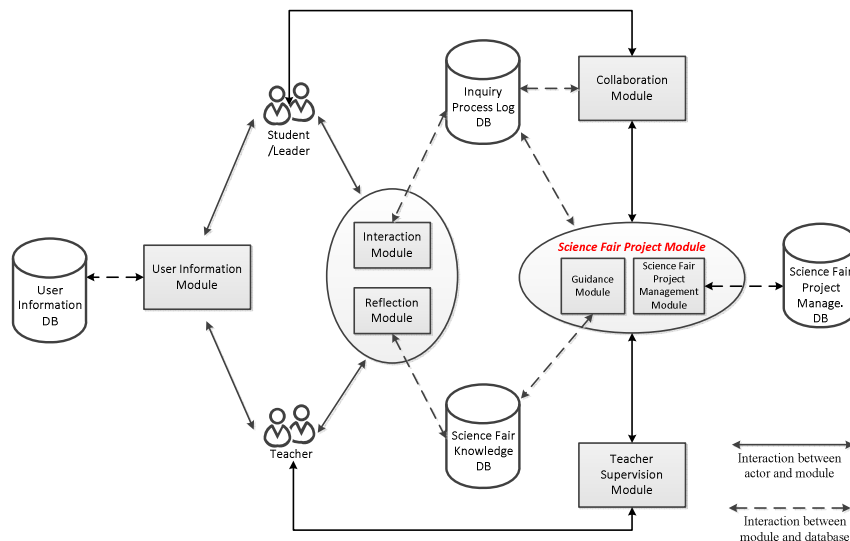 Inquiry
Process Log
DB
Collaboration
Module
Student
/Leader
Interaction
Module
Science Fair Project Module
User Information
Module
User
Information
DB
Guidance
Module
Science Fair
Project
Management
Module
Science Fair
Project
Manage.
DB
Reflection
Module
Teacher
Science Fair
Knowledge
DB
Teacher
Supervision
Module
Interaction between
actor and module
Interaction between
module and database